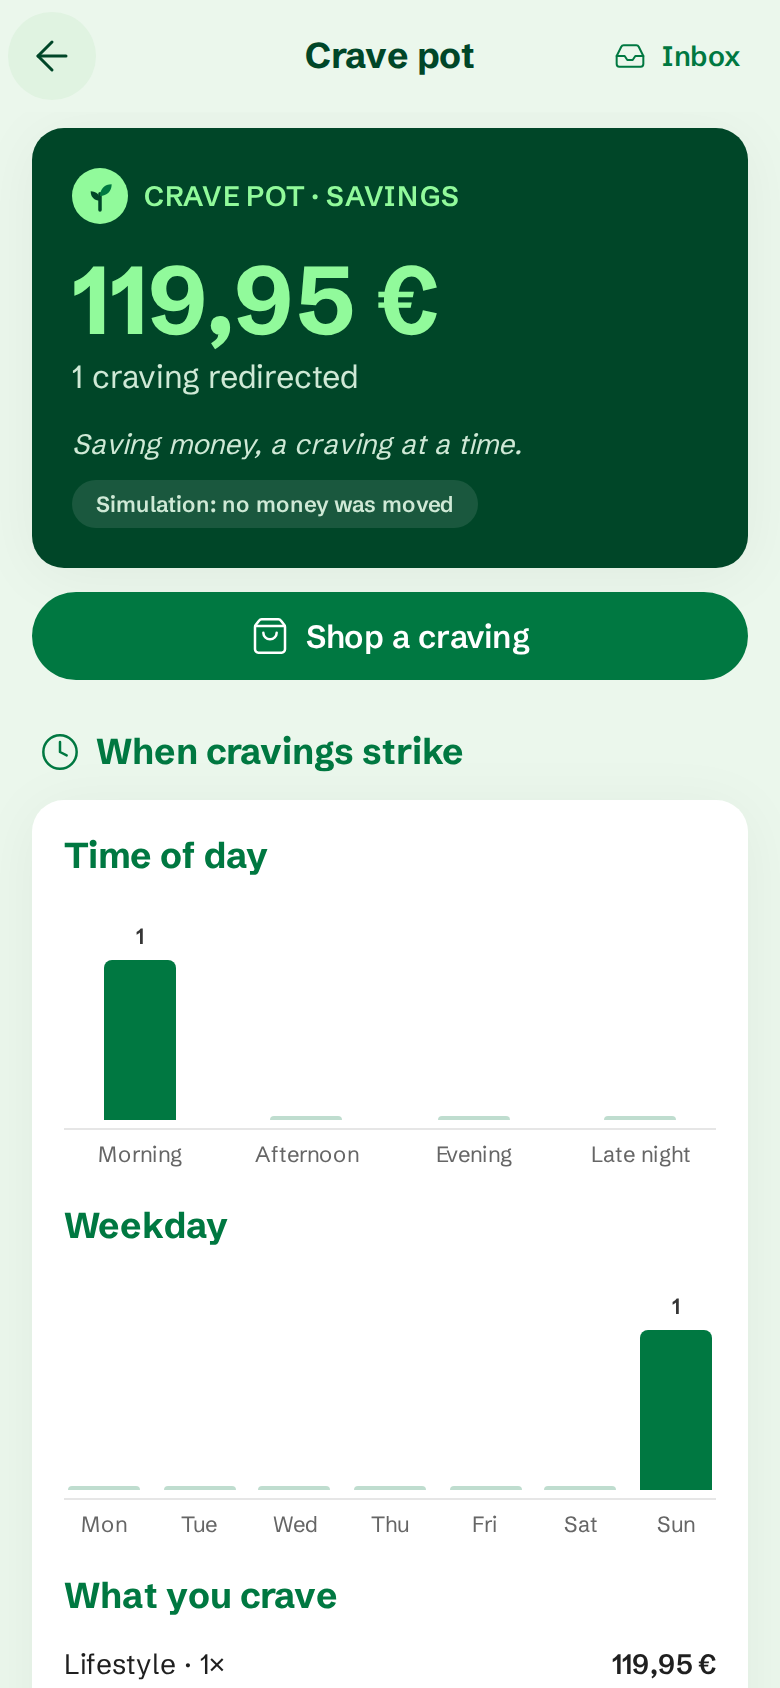 Crave pot
Inbox
CRAVE POT · SAVINGS
119,95 €
1 craving redirected
Saving money, a craving at a time.
Simulation: no money was moved
Shop a craving
When cravings strike
Time of day
1
Morning Afternoon Evening Late night
Weekday
1
Mon Tue Wed Thu Fri Sat Sun
What you crave
Lifestyle · 1× 119,95 €